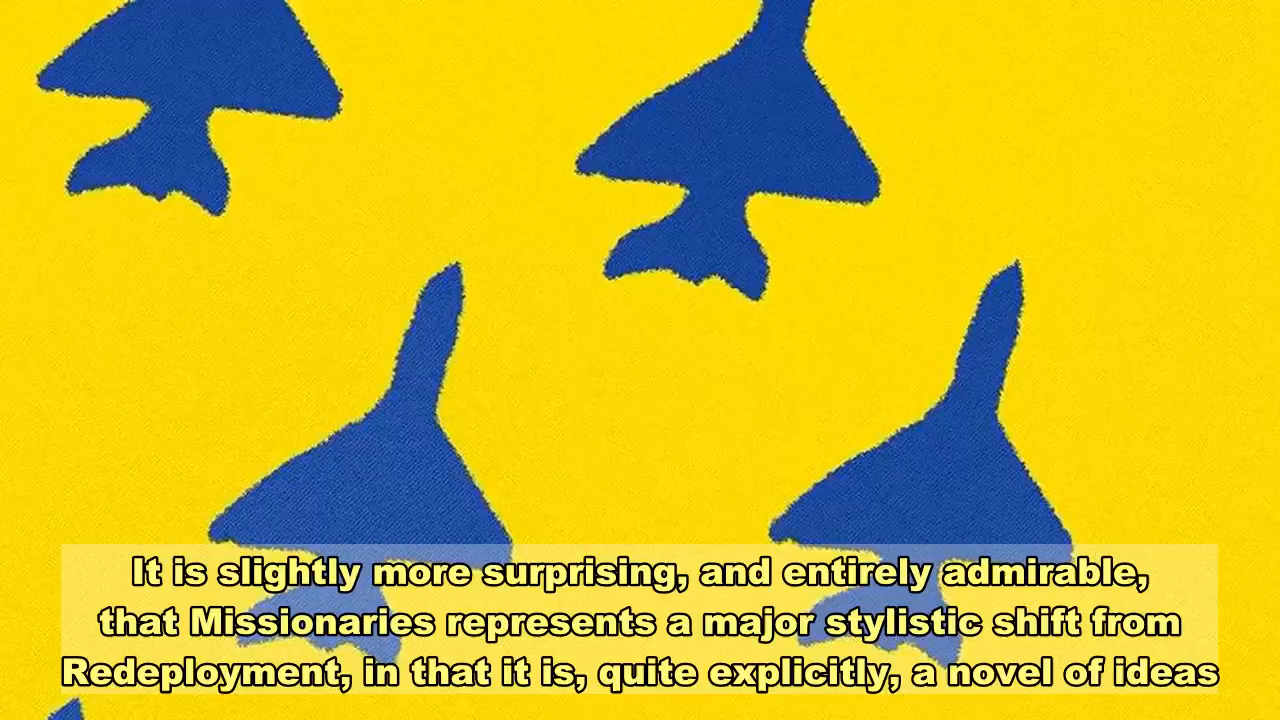 It is slightly more surprising, and entirely admirable,
that Missionaries represents a major stylistic shift from
Redeployment, in that it is, quite explicitly, a novel of ideas